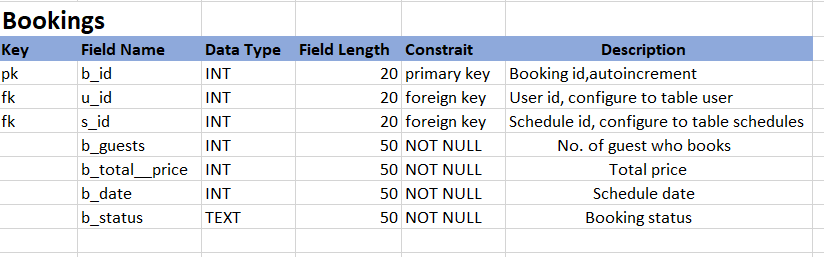 Bookings
Key Field Name Data Type Field Length Constrait Description
pk b_id INT 20 primary key Booking id,autoincrement
fk u_id INT 20 foreign key User id, configure to table user
fk s_id INT 20 foreign key Schedule id, configure to table schedules
b_guests INT 50 NOT NULL No. of guest who books
b_total__price INT 50 NOT NULL Total price
b_date INT 50 NOT NULL Schedule date
b_status TEXT 50 NOT NULL Booking status